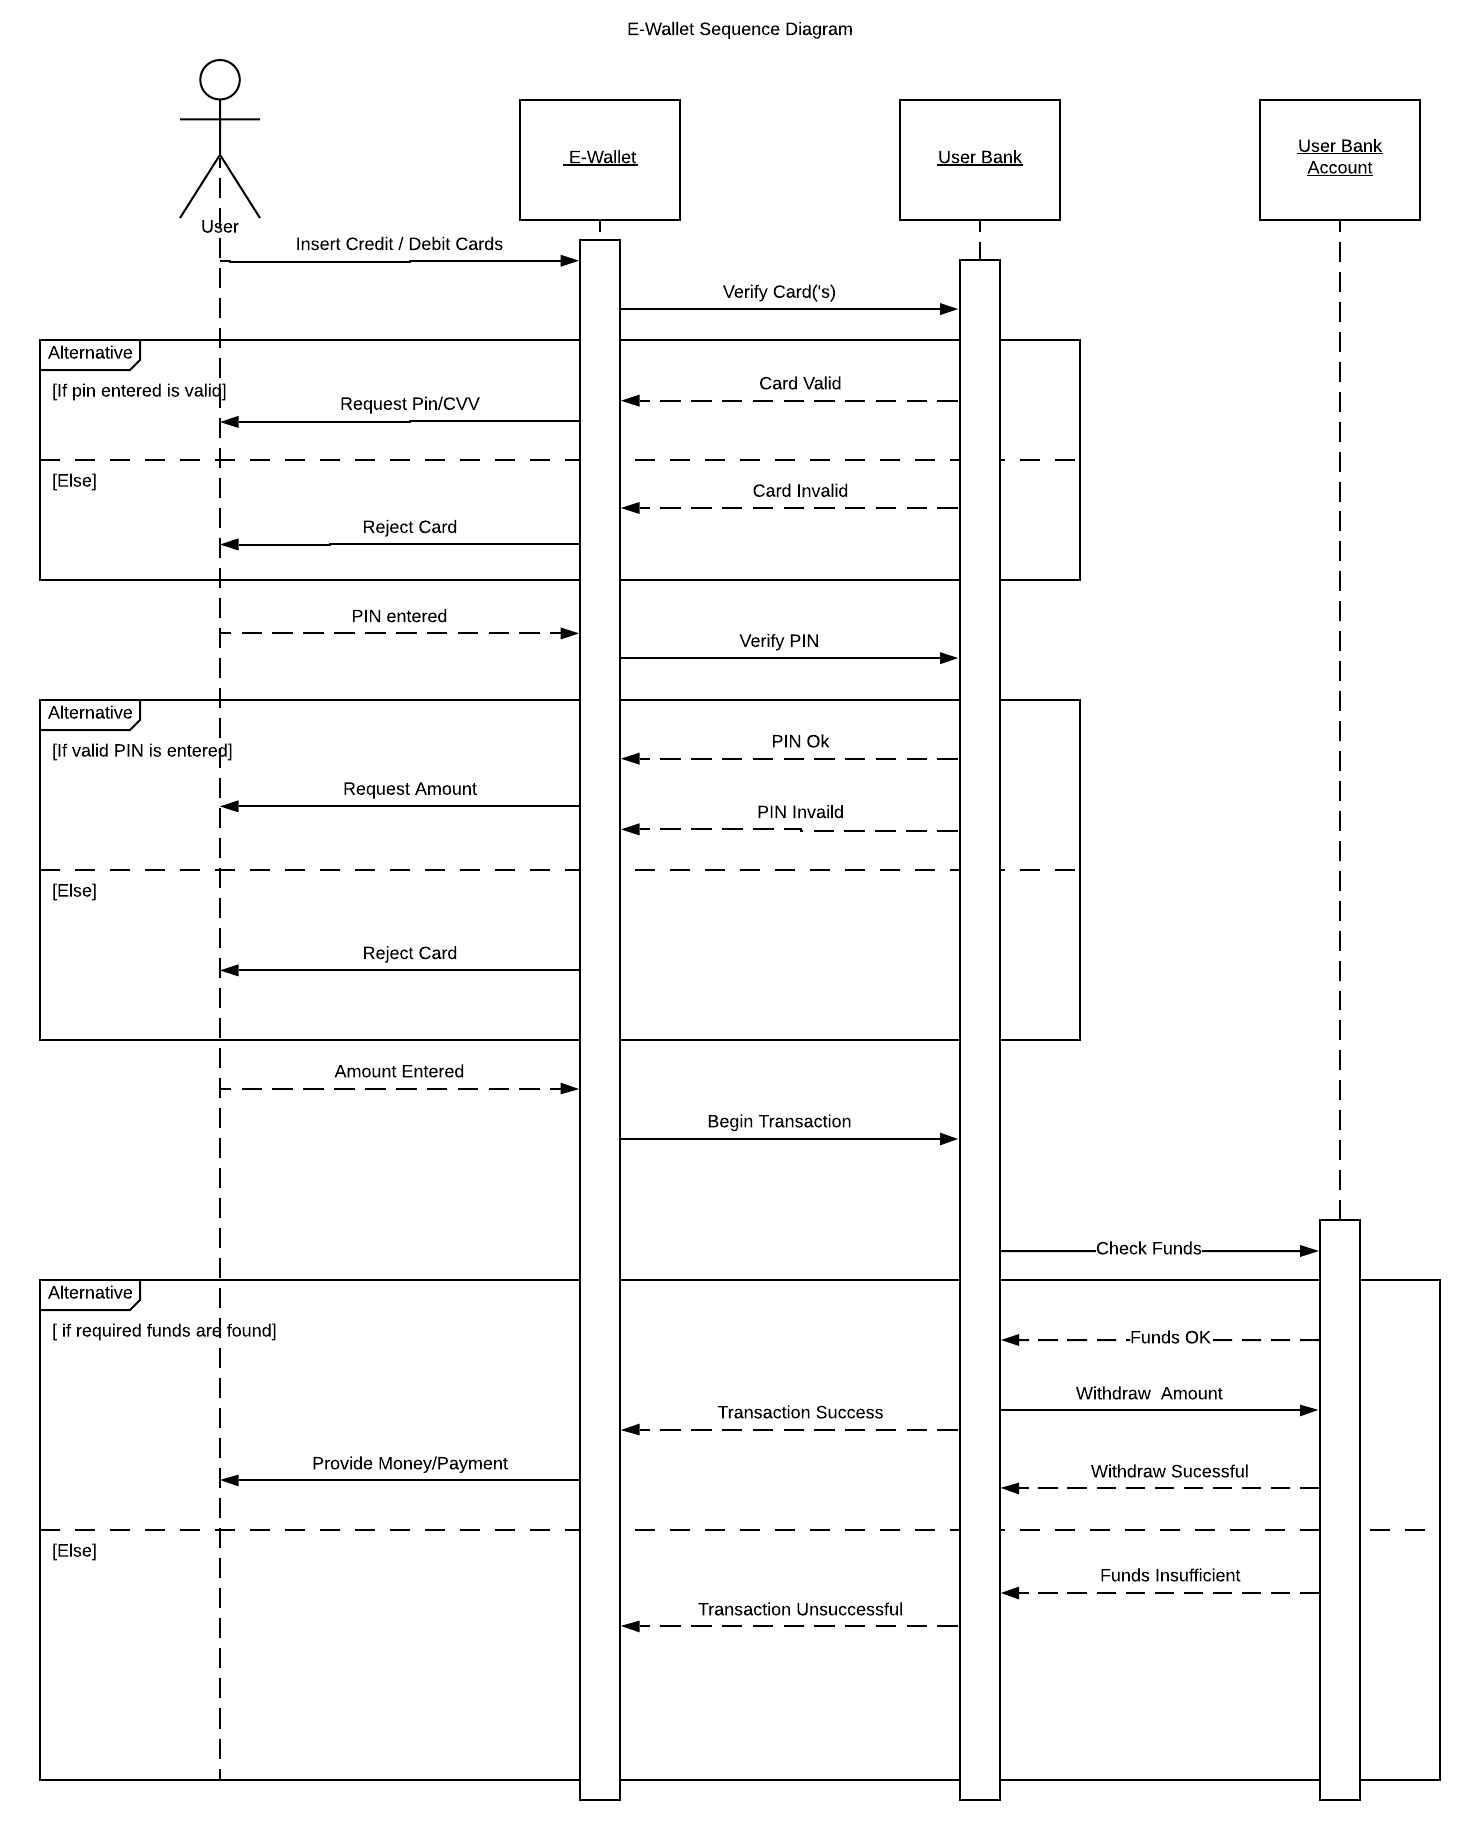 E-Wallet Sequence Diagram
User
E-Wallet
User Bank
User Bank
Account
Insert Credit / Debit Cards
Verify Card('s)
Alternative
[If pin entered is valid]
Card Valid
Request Pin/CVV
[Else]
Card Invalid
Reject Card
PIN entered
Verify PIN
Alternative
[If valid PIN is entered]
PIN Ok
Request Amount
PIN Invaild
[Else]
Reject Card
Amount Entered
Begin Transaction
Check Funds
Alternative
[ if required funds are found]
Funds OK
Withdraw  Amount
Transaction Success
Provide Money/Payment
Withdraw Sucessful
[Else]
Funds Insufficient
Transaction Unsuccessful